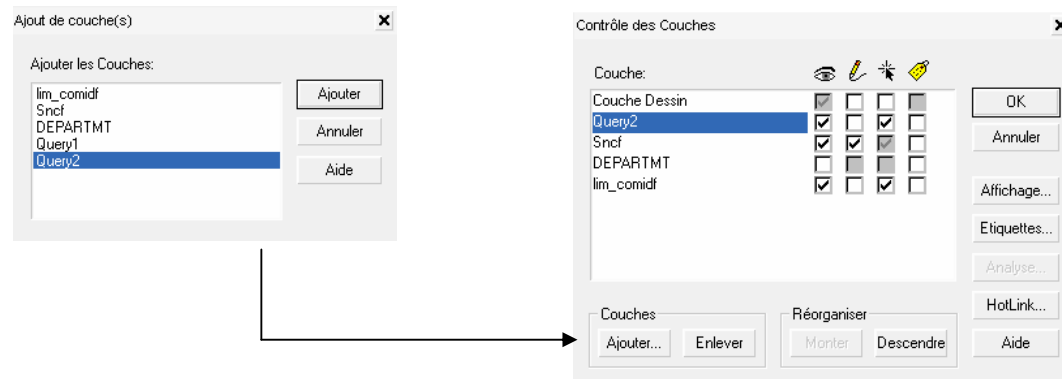 Ajout de couche(s)
Ajouter les Couches:
lim_comidf
Sncf
DEPARTMT
Query1
Query2
Ajouter
Annuler
Aide
Contrôle des Couches
Couche:
Couche Dessin
Query2
Sncf
DEPARTMT
lim_comidf
OK
Annuler
Affichage...
Etiquettes...
Analyse...
HotLink...
Aide
Couches
Ajouter... Enlever
Réorganiser
Monter Descendre